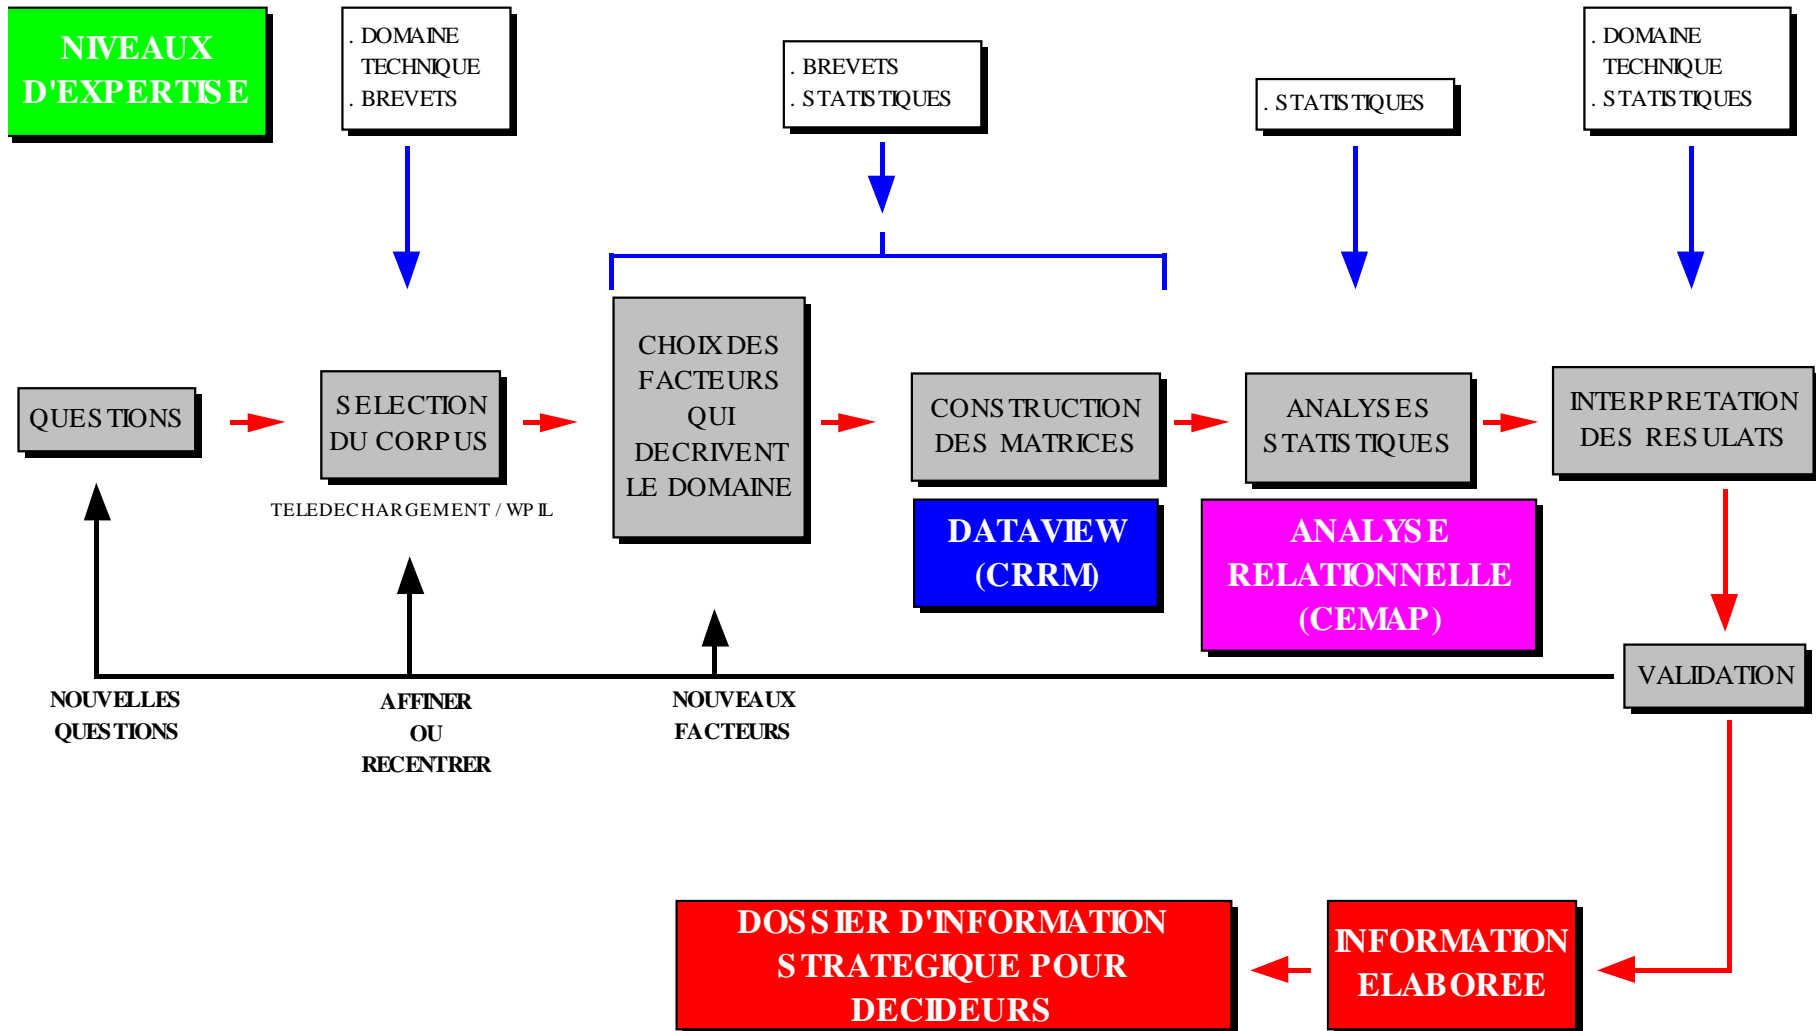 NIVEAUX
D'EXPERTISE
. DOMAINE
TECHNIQUE
. BREVETS
. BREVETS
. STATISTIQUES
. STATISTIQUES
. DOMAINE
TECHNIQUE
. STATISTIQUES
QUESTIONS
SELECTION
DU CORPUS
TELEDECHARGEMENT / WPIL
CHOIX DES
FACTEURS
QUI
DECRIVENT
LE DOMAINE
CONSTRUCTION
DES MATRICES
DATAVIEW
(CRRM)
ANALYSES
STATISTIQUES
ANALYSE
RELATIONNELLE
(CEMAP)
INTERPRETATION
DES RESULATS
VALIDATION
NOUVELLES
QUESTIONS
AFFINER
OU
RECENTRER
NOUVEAUX
FACTEURS
DOSSIER D'INFORMATION
STRATEGIQUE POUR
DECIDEURS
INFORMATION
ELABOREE